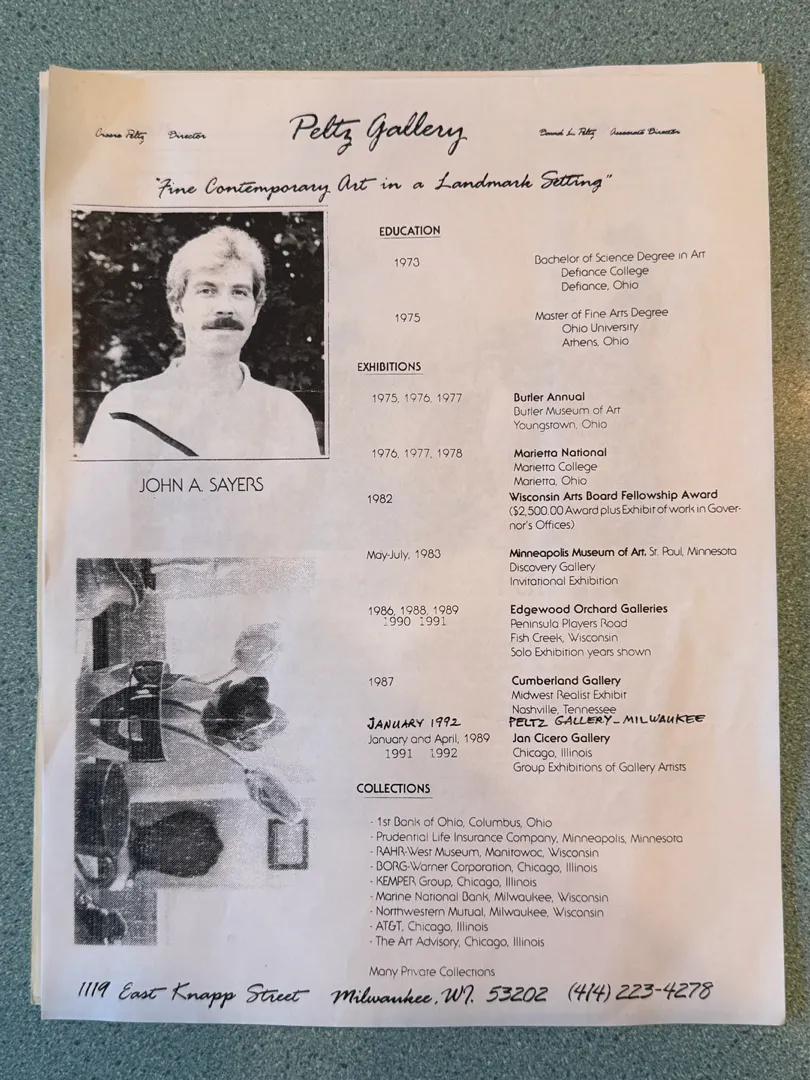 Peltz Gallery
Cissie Peltz Director
David L. Peltz Associate Director
"Fine Contemporary Art in a Landmark Setting"
JOHN A. SAYERS
EDUCATION
1973 Bachelor of Science Degree in Art
Defiance College
Defiance, Ohio
1975 Master of Fine Arts Degree
Ohio University
Athens, Ohio
EXHIBITIONS
1975, 1976, 1977 Butler Annual
Butler Museum of Art
Youngstown, Ohio
1976, 1977, 1978 Marietta National
Marietta College
Marietta, Ohio
1982 Wisconsin Arts Board Fellowship Award
($2,500.00 Award plus Exhibit of work in Gover-
nor's Offices)
May-July, 1983 Minneapolis Museum of Art, St. Paul, Minnesota
Discovery Gallery
Invitational Exhibition
1986, 1988, 1989 Edgewood Orchard Galleries
1990 1991 Peninsula Players Road
Fish Creek, Wisconsin
Solo Exhibition years shown
1987 Cumberland Gallery
Midwest Realist Exhibit
Nashville, Tennessee
JANUARY 1992 PELTZ GALLERY - MILWAUKEE
January and April, 1989 Jan Cicero Gallery
1991 1992 Chicago, Illinois
Group Exhibitions of Gallery Artists
COLLECTIONS
- 1st Bank of Ohio, Columbus, Ohio
- Prudential Life Insurance Company, Minneapolis, Minnesota
- RAHR-West Museum, Manitowoc, Wisconsin
- BORG-Warner Corporation, Chicago, Illinois
- KEMPER Group, Chicago, Illinois
- Marine National Bank, Milwaukee, Wisconsin
- Northwestern Mutual, Milwaukee, Wisconsin
- AT&T, Chicago, Illinois
- The Art Advisory, Chicago, Illinois
Many Private Collections
1119 East Knapp Street Milwaukee, WI. 53202 (414) 223-4278